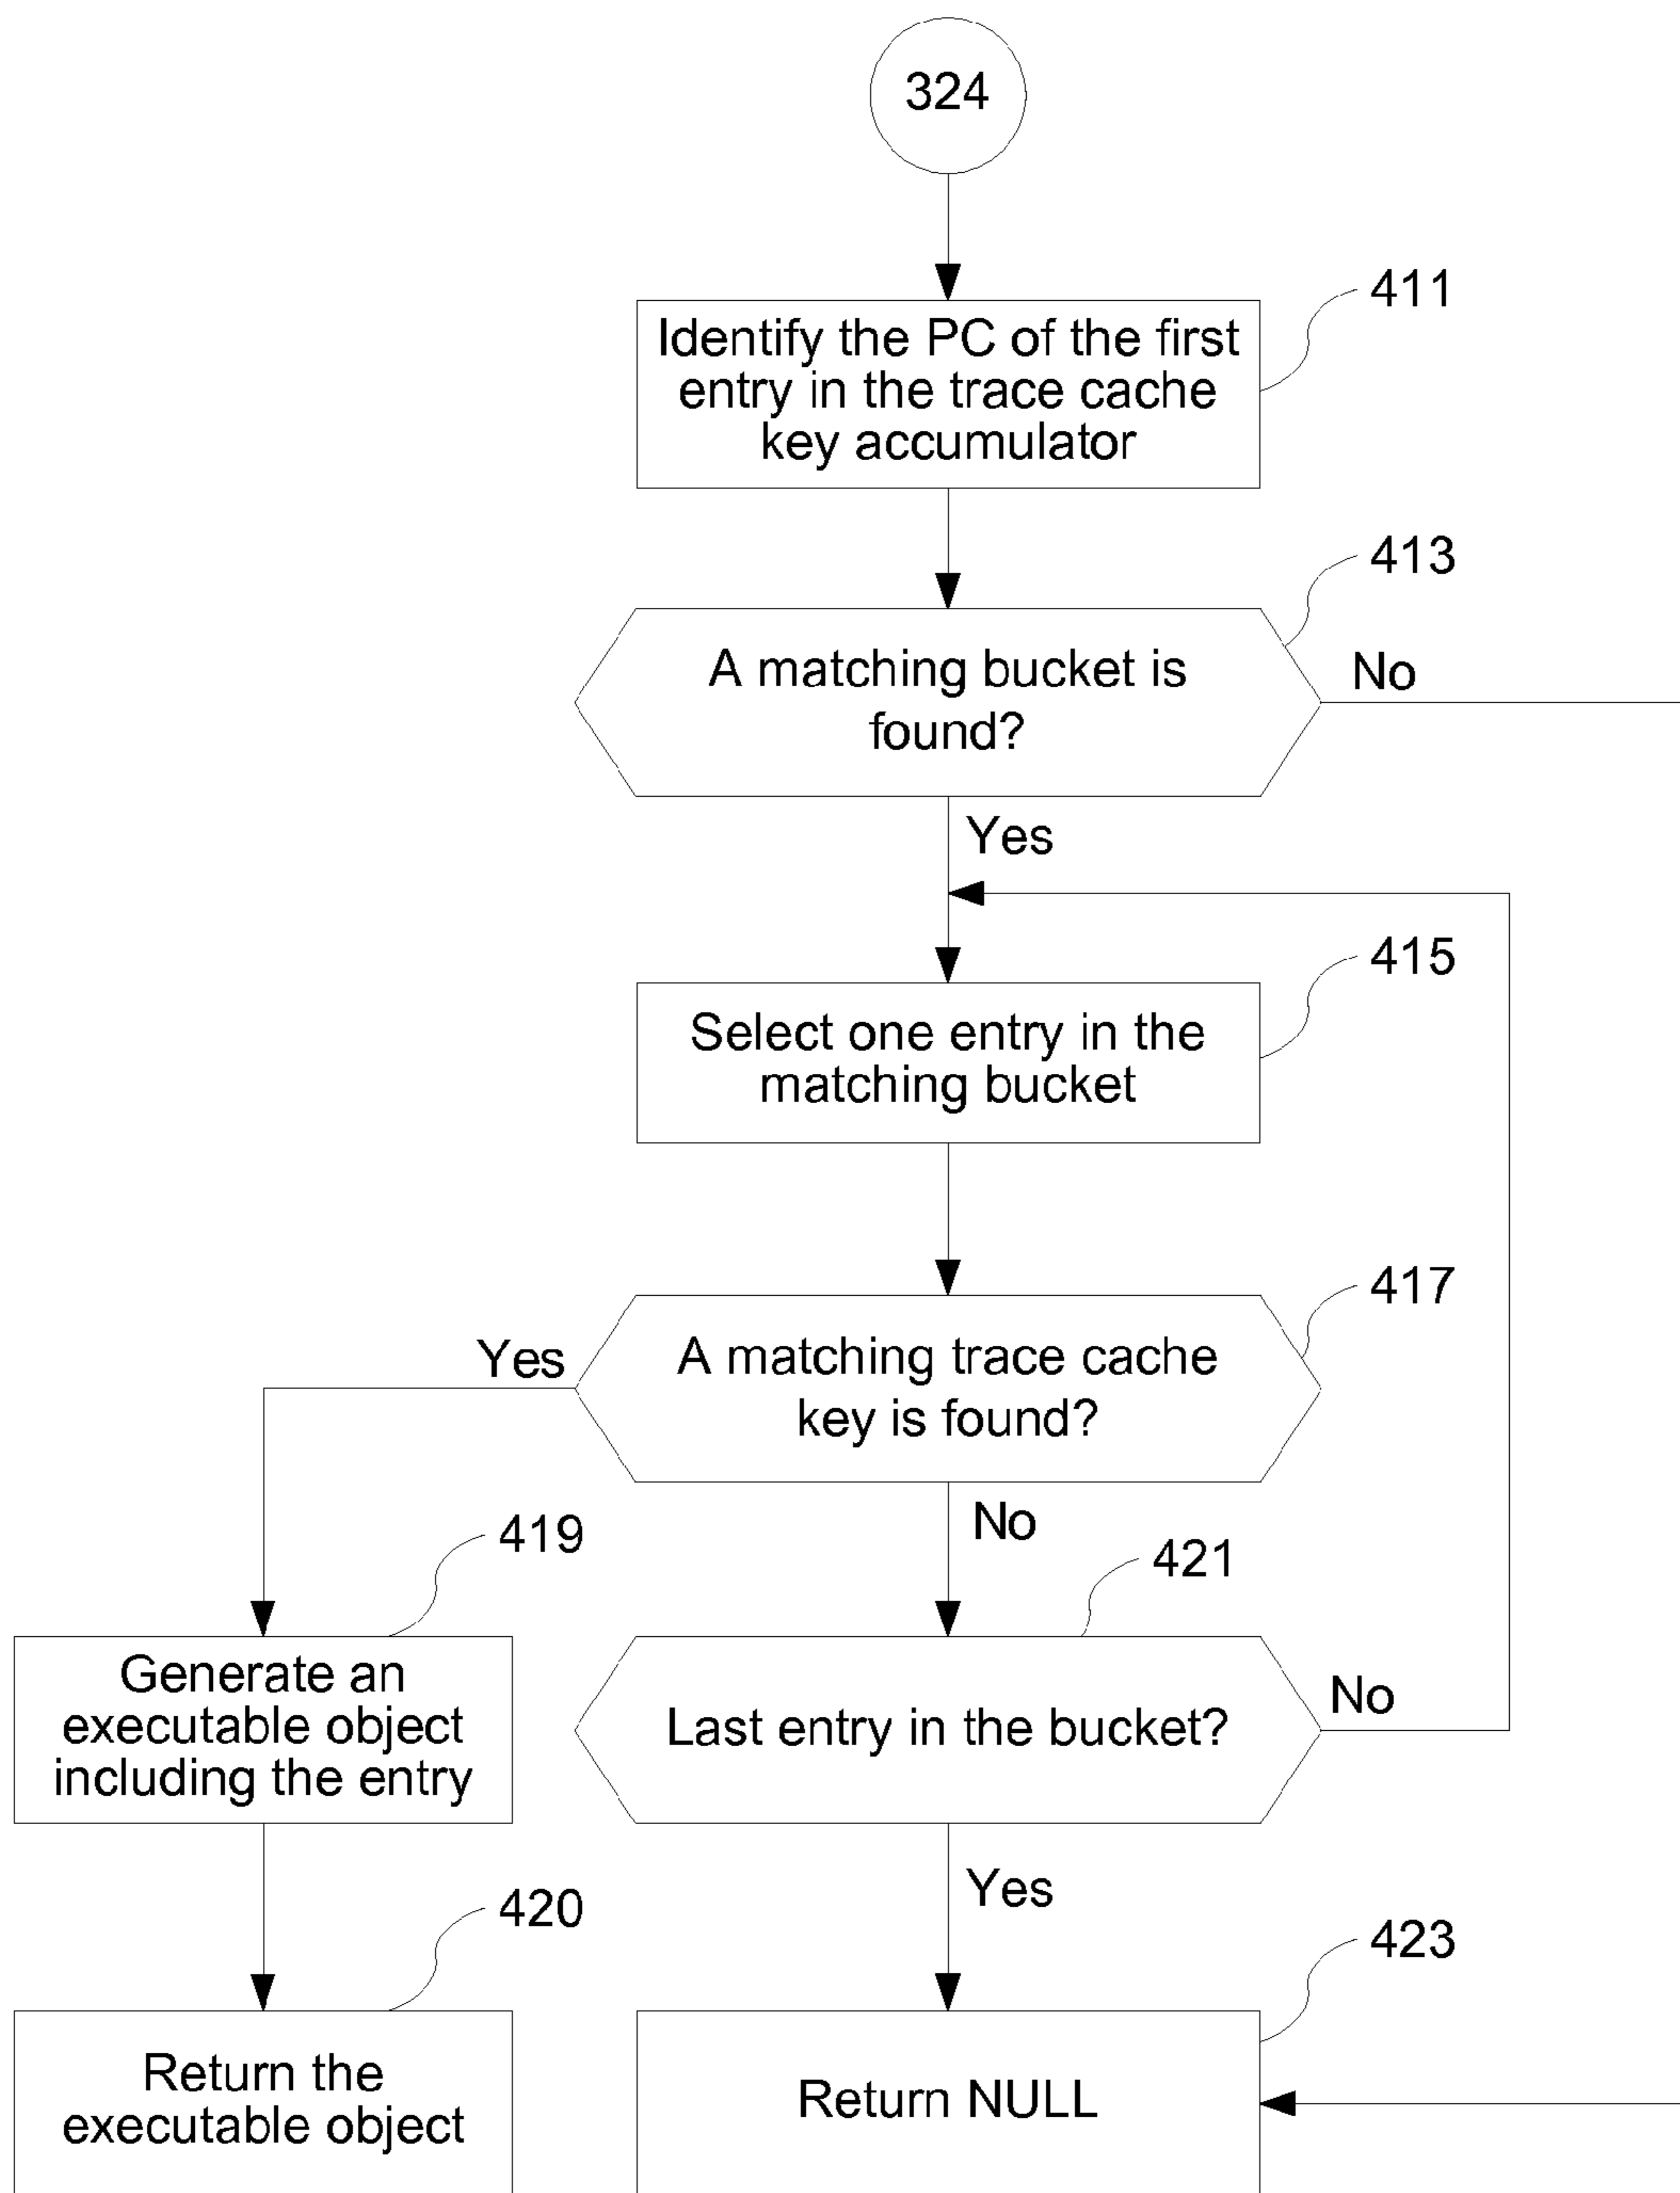 324
411
Identify the PC of the first
entry in the trace cache
key accumulator
413
A matching bucket is
found?
No
Yes
415
Select one entry in the
matching bucket
417
A matching trace cache
key is found?
Yes
No
419
421
Generate an
executable object
including the entry
Last entry in the bucket?
No
Yes
420
423
Return the
executable object
Return NULL